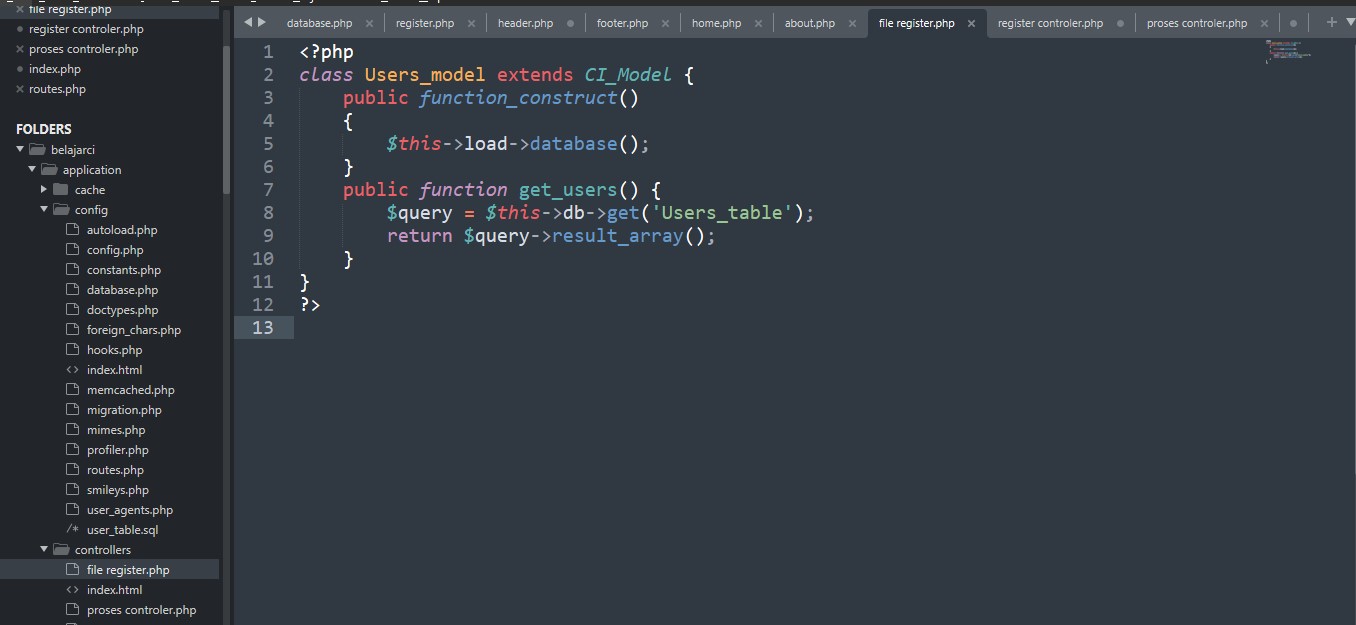 file register.php
register controler.php
proses controler.php
index.php
routes.php
FOLDERS
belajarci
application
cache
config
autoload.php
config.php
constants.php
database.php
doctypes.php
foreign_chars.php
hooks.php
index.html
memcached.php
migration.php
mimes.php
profiler.php
routes.php
smileys.php
user_agents.php
user_table.sql
controllers
file register.php
index.html
proses controler.php
database.php register.php header.php footer.php home.php about.php file register.php register controler.php proses controler.php
1 <?php
2 class Users_model extends CI_Model {
3 public function_construct()
4 {
5 $this->load->database();
6 }
7 public function get_users() {
8 $query = $this->db->get('Users_table');
9 return $query->result_array();
10 }
11 }
12 ?>
13